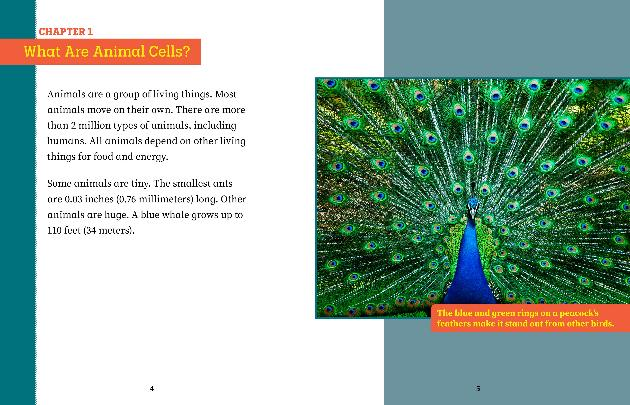 CHAPTER 1
What Are Animal Cells?
Animals are a group of living things. Most
animals move on their own. There are more
than 2 million types of animals, including
humans. All animals depend on other living
things for food and energy.
Some animals are tiny. The smallest ants
are 0.03 inches (0.76 millimeters) long. Other
animals are huge. A blue whale grows up to
110 feet (34 meters).
The blue and green rings on a peacock's
feathers make it stand out from other birds.
4
5